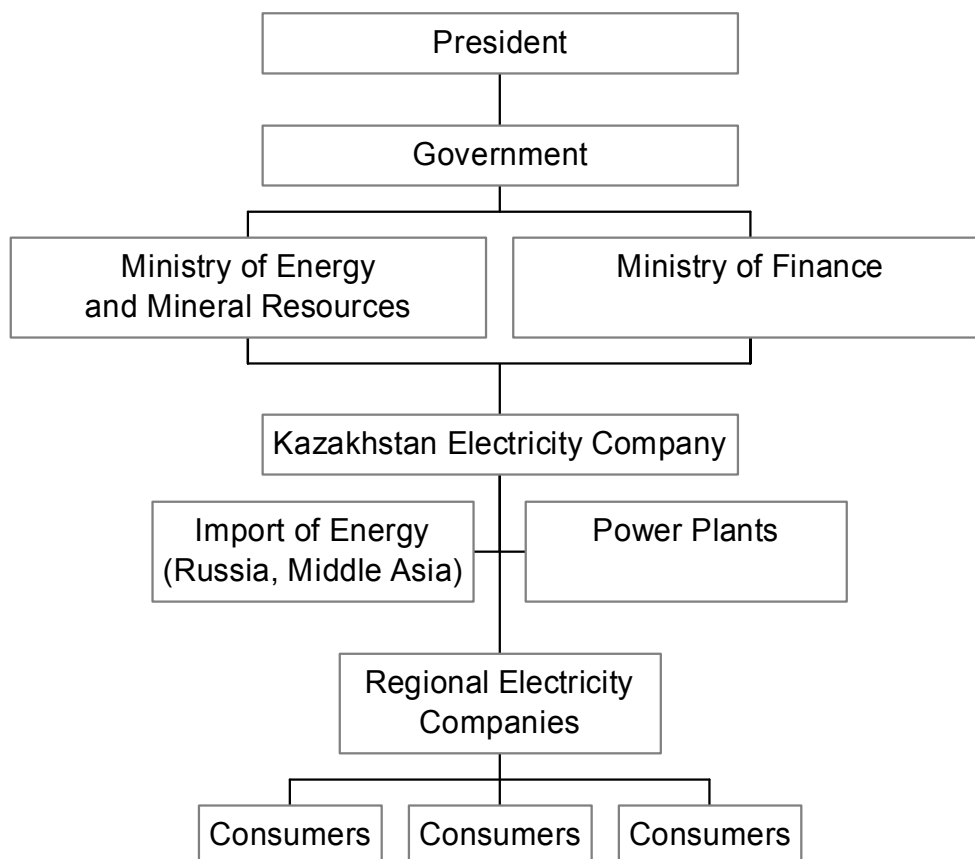 President
Government
Ministry of Energy
and Mineral Resources
Ministry of Finance
Kazakhstan Electricity Company
Import of Energy
(Russia, Middle Asia)
Power Plants
Regional Electricity
Companies
Consumers
Consumers
Consumers